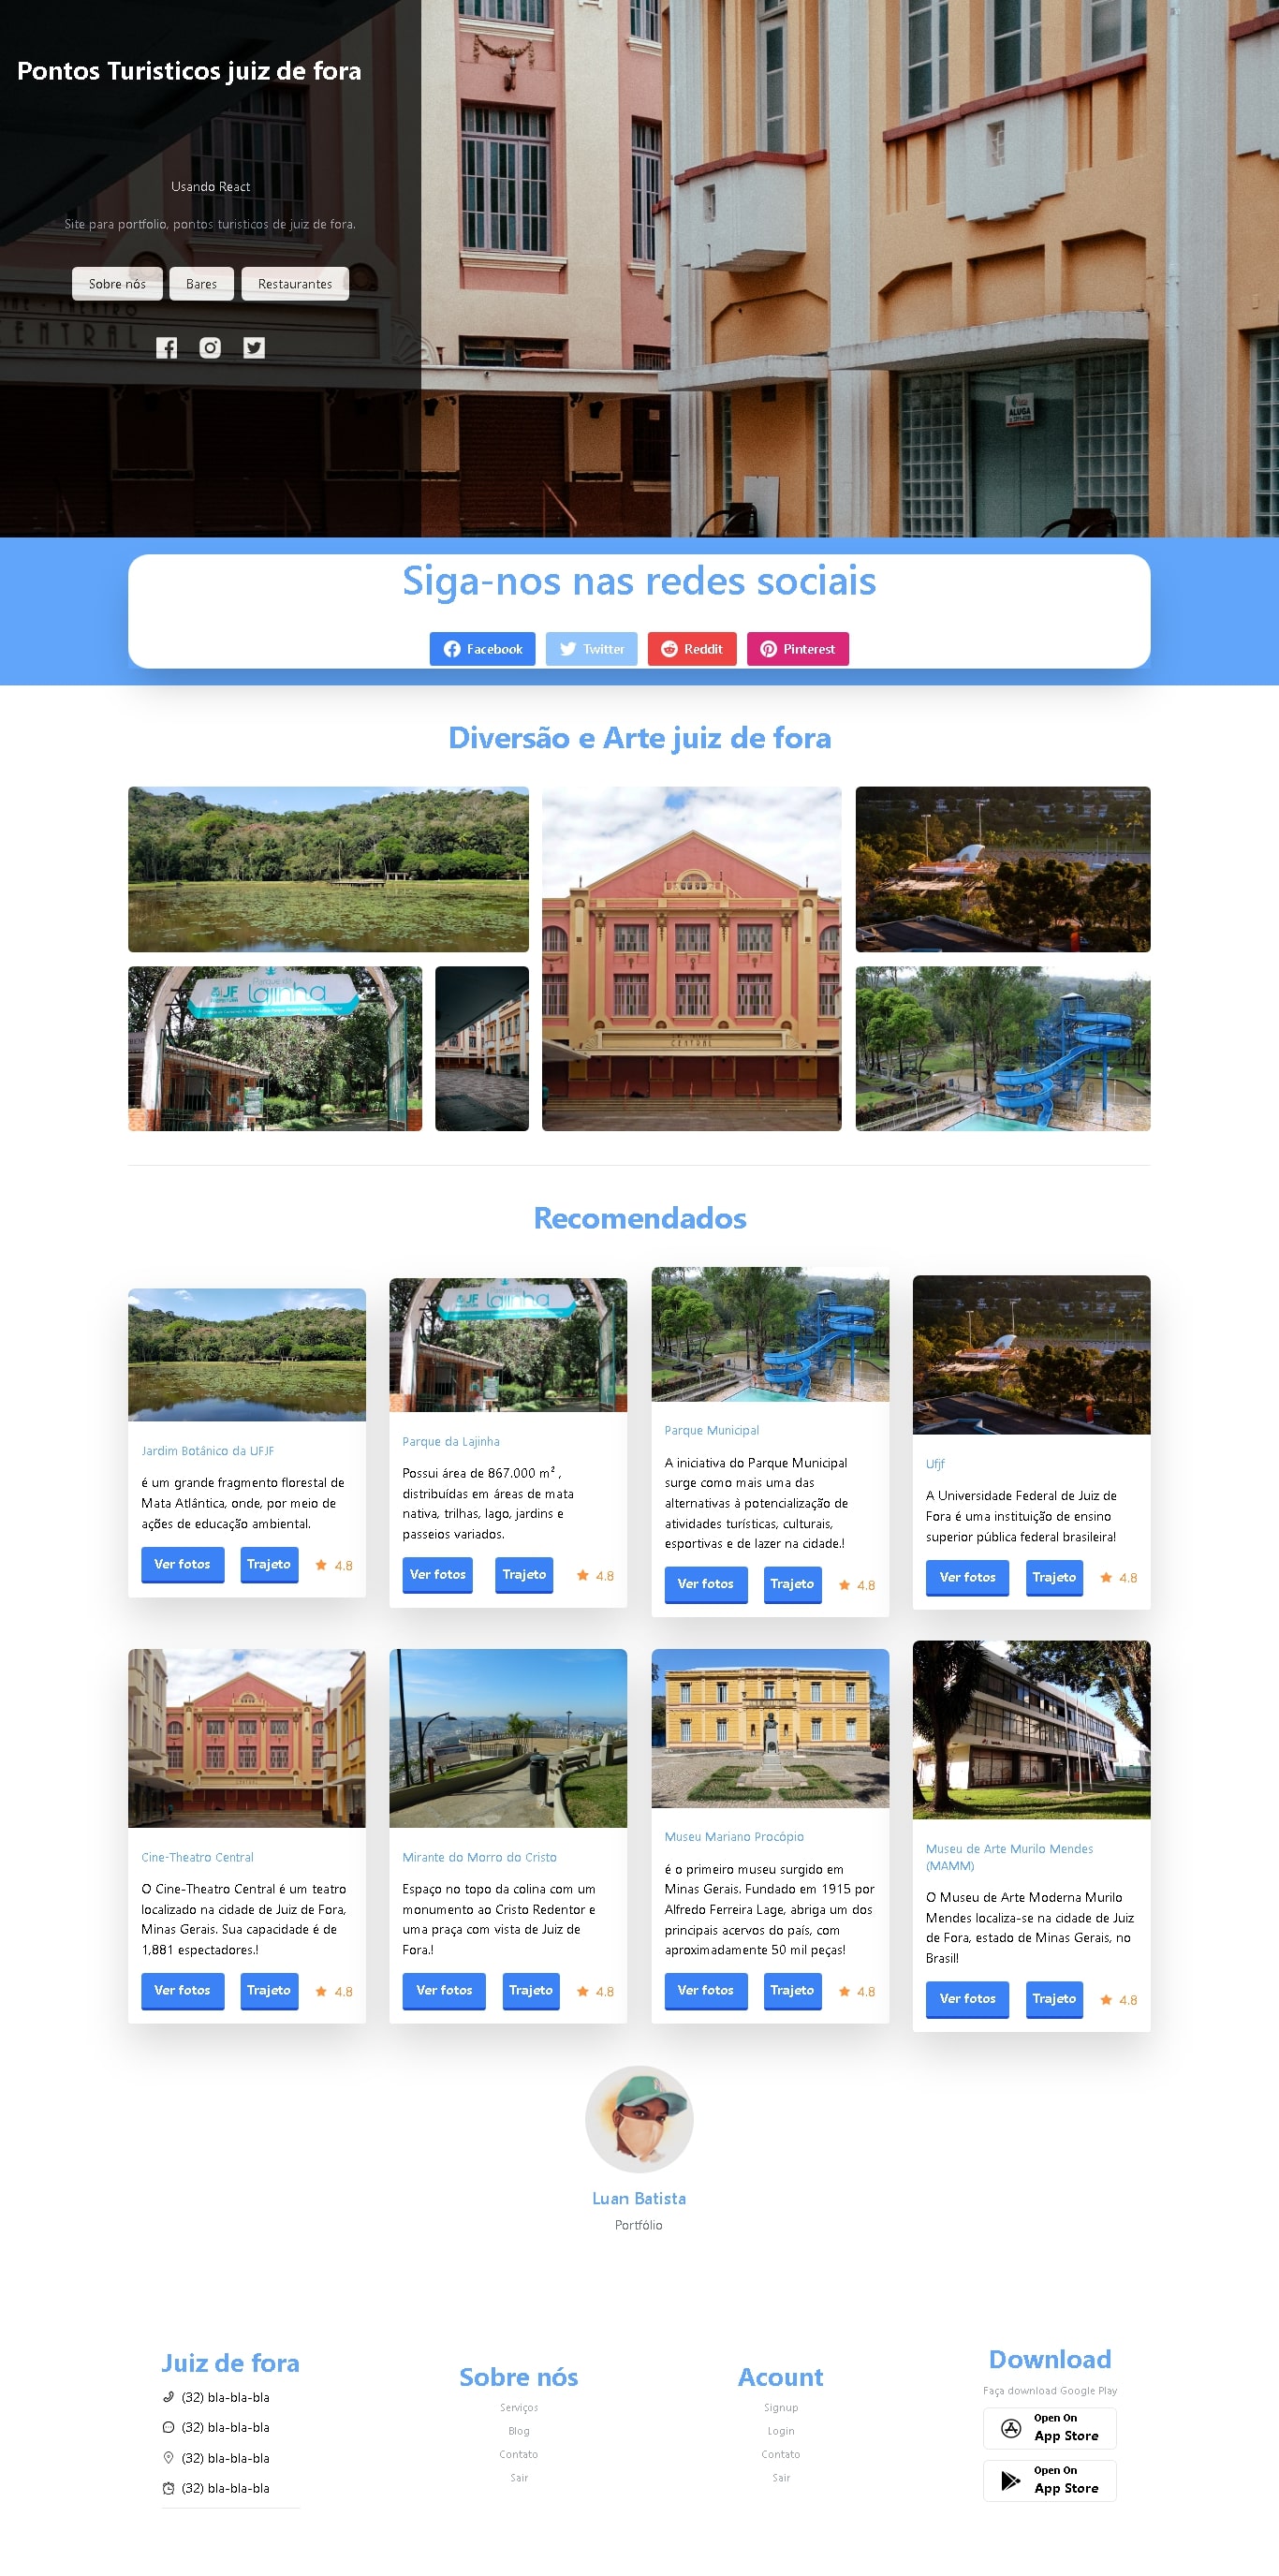 Pontos Turisticos juiz de fora
Usando React
Site para portfolio, pontos turisticos de juiz de fora.
Sobre nós
Bares
Restaurantes
CINE-THEATRO
CENTRAL
ALUGA
Siga-nos nas redes sociais
Facebook
Twitter
Reddit
Pinterest
Diversão e Arte juiz de fora
Parque da
JF
Lajinha
CENTRAL
Recomendados
JF
Lajinha
Jardim Botânico da UFJF
é um grande fragmento florestal de
Mata Atlântica, onde, por meio de
ações de educação ambiental.
Ver fotos
Trajeto
4.8
Parque da Lajinha
Possui área de 867.000 m² ,
distribuídas em áreas de mata
nativa, trilhas, lago, jardins e
passeios variados.
Ver fotos
Trajeto
4.8
Parque Municipal
A iniciativa do Parque Municipal
surge como mais uma das
alternativas à potencialização de
atividades turísticas, culturais,
esportivas e de lazer na cidade.!
Ver fotos
Trajeto
4.8
Ufjf
A Universidade Federal de Juiz de
Fora é uma instituição de ensino
superior pública federal brasileira!
Ver fotos
Trajeto
4.8
Cine-Theatro Central
O Cine-Theatro Central é um teatro
localizado na cidade de Juiz de Fora,
Minas Gerais. Sua capacidade é de
1,881 espectadores.!
Ver fotos
Trajeto
4.8
Mirante do Morro do Cristo
Espaço no topo da colina com um
monumento ao Cristo Redentor e
uma praça com vista de Juiz de
Fora.!
Ver fotos
Trajeto
4.8
Museu Mariano Procópio
é o primeiro museu surgido em
Minas Gerais. Fundado em 1915 por
Alfredo Ferreira Lage, abriga um dos
principais acervos do país, com
aproximadamente 50 mil peças!
Ver fotos
Trajeto
4.8
Museu de Arte Murilo Mendes
(MAMM)
O Museu de Arte Moderna Murilo
Mendes localiza-se na cidade de Juiz
de Fora, estado de Minas Gerais, no
Brasil!
Ver fotos
Trajeto
4.8
Luan Batista
Portfólio
Juiz de fora
(32) bla-bla-bla
(32) bla-bla-bla
(32) bla-bla-bla
(32) bla-bla-bla
Sobre nós
Serviços
Blog
Contato
Sair
Acount
Signup
Login
Contato
Sair
Download
Faça download Google Play
Open On
App Store
Open On
App Store